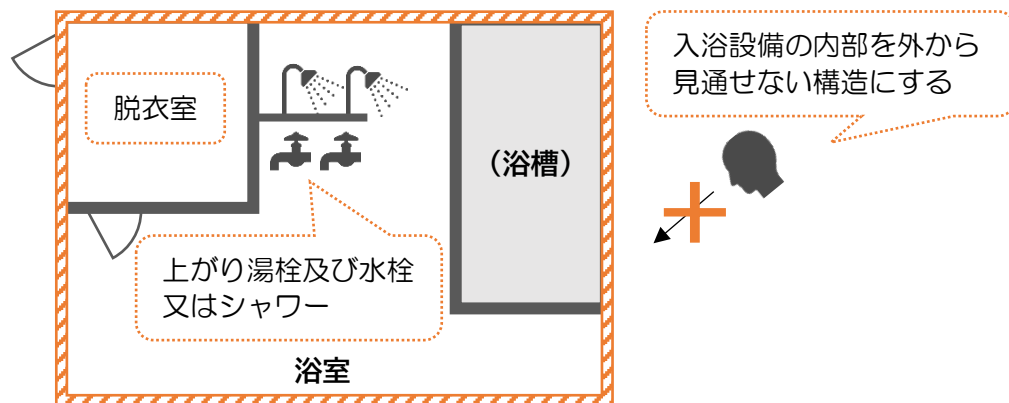 入浴設備の内部を外から
見通せない構造にする
脱衣室
(浴槽)
上がり湯栓及び水栓
又はシャワー
浴室